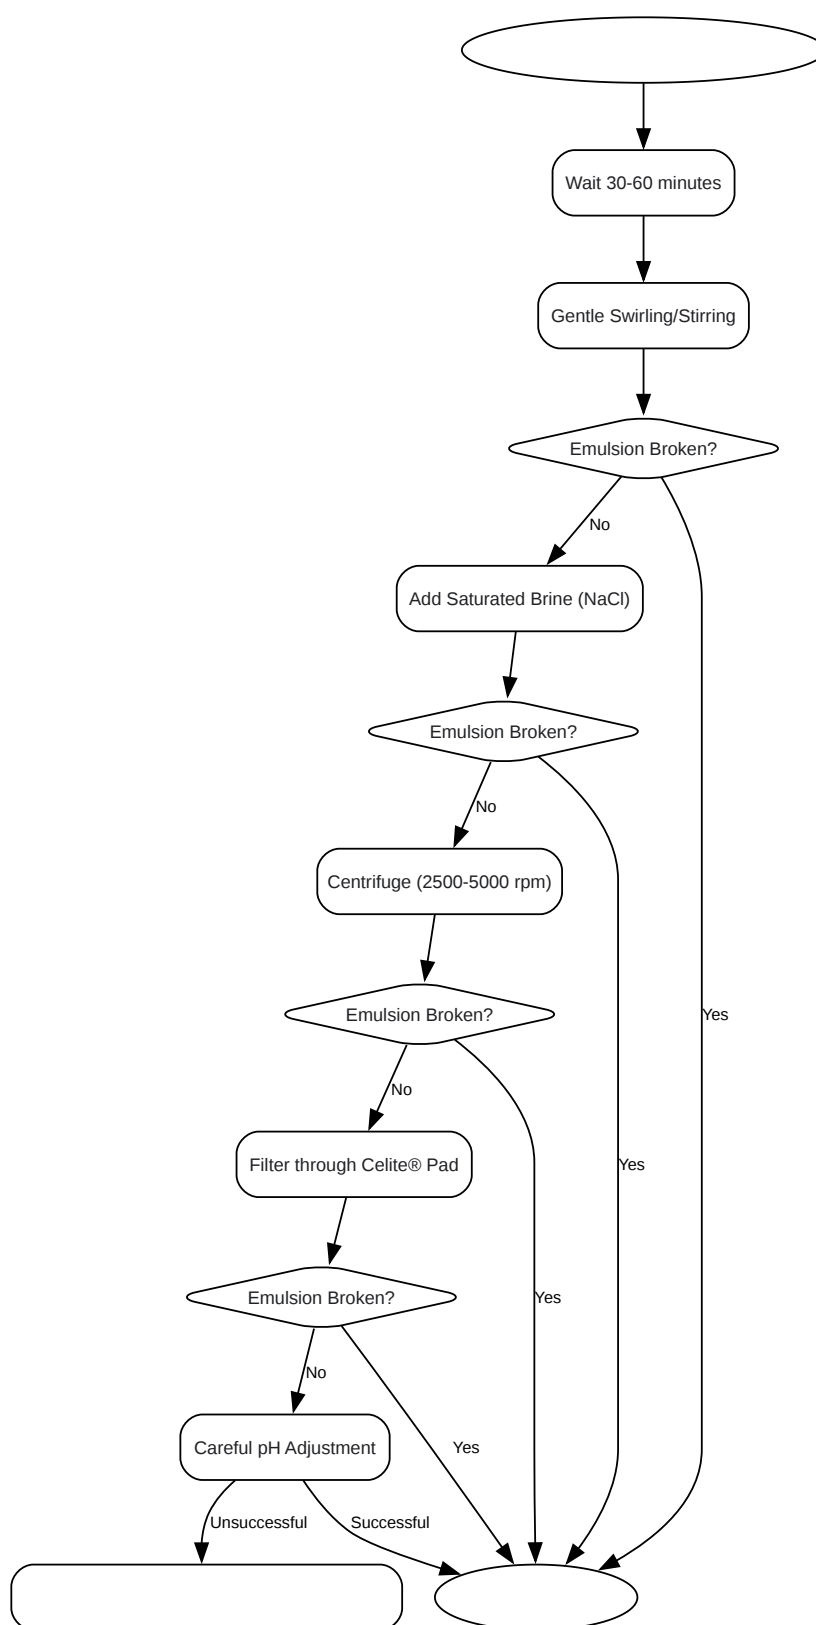 Wait 30-60 minutes
Gentle Swirling/Stirring
Emulsion Broken?
No
Add Saturated Brine (NaCl)
Emulsion Broken?
No
Centrifuge (2500-5000 rpm)
Emulsion Broken?
Yes
No
Filter through Celite® Pad
Yes
Emulsion Broken?
Yes
No
Careful pH Adjustment
Yes
Unsuccessful
Successful